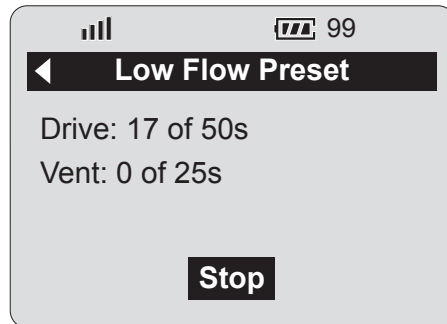 99
Low Flow Preset
Drive: 17 of 50s
Vent: 0 of 25s
Stop